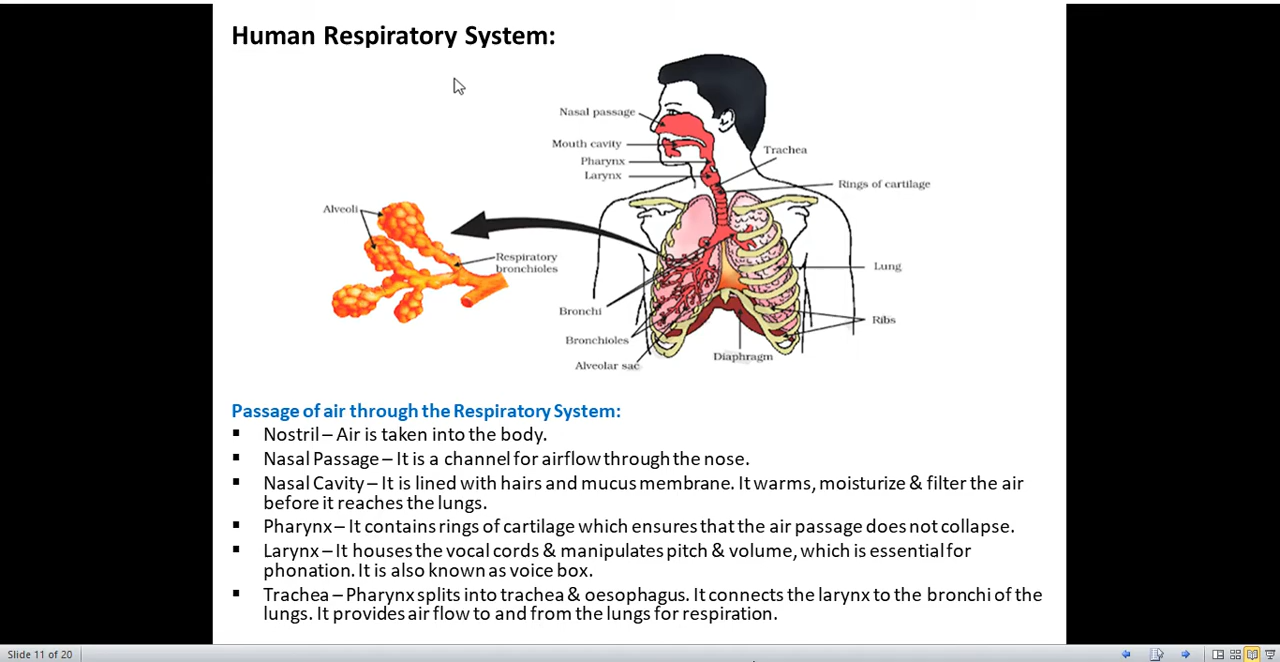 Human Respiratory System:
Nasal passage
Mouth cavity
Pharynx
Larynx
Trachea
Rings of cartilage
Alveoli
Respiratory
bronchioles
Lung
Bronchi
Ribs
Bronchioles
Diaphragm
Alveolar sac
Passage of air through the Respiratory System:
▪ Nostril – Air is taken into the body.
▪ Nasal Passage – It is a channel for airflow through the nose.
▪ Nasal Cavity – It is lined with hairs and mucus membrane. It warms, moisturize & filter the air
before it reaches the lungs.
▪ Pharynx – It contains rings of cartilage which ensures that the air passage does not collapse.
▪ Larynx – It houses the vocal cords & manipulates pitch & volume, which is essential for
phonation. It is also known as voice box.
▪ Trachea – Pharynx splits into trachea & oesophagus. It connects the larynx to the bronchi of the
lungs. It provides air flow to and from the lungs for respiration.
Slide 11 of 20